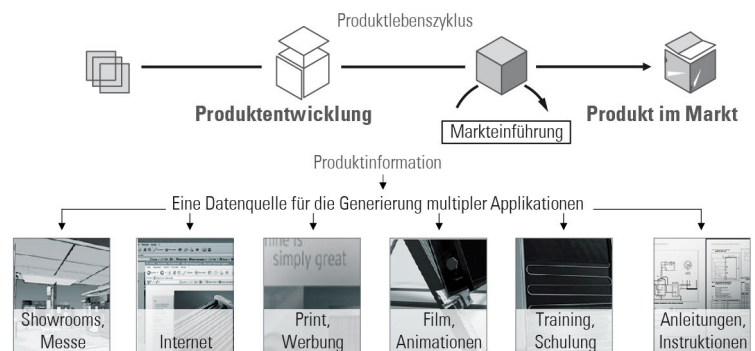 Produktlebenszyklus
Produktentwicklung
Produkt im Markt
Markteinführung
Produktinformation
Eine Datenquelle für die Generierung multipler Applikationen
simply great
Showrooms,
Messe
Internet
Print,
Werbung
Film,
Animationen
Training,
Schulung
Anleitungen,
Instruktionen